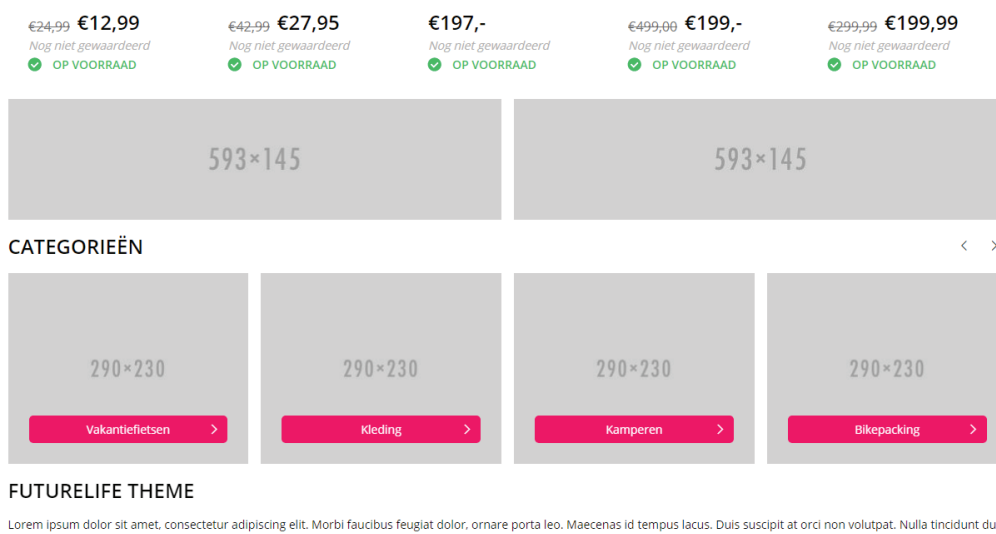 €24,99 €12,99 €42,99 €27,95 €197,- €499,00 €199,- €299,99 €199,99
Nog niet gewaardeerd Nog niet gewaardeerd Nog niet gewaardeerd Nog niet gewaardeerd Nog niet gewaardeerd
OP VOORRAAD OP VOORRAAD OP VOORRAAD OP VOORRAAD OP VOORRAAD
593×145 593×145
CATEGORIEËN
290×230 290×230 290×230 290×230
Vakantiefietsen Kleding Kamperen Bikepacking
FUTURELIFE THEME
Lorem ipsum dolor sit amet, consectetur adipiscing elit. Morbi faucibus feugiat dolor, ornare porta leo. Maecenas id tempus lacus. Duis suscipit at orci non volutpat. Nulla tincidunt du